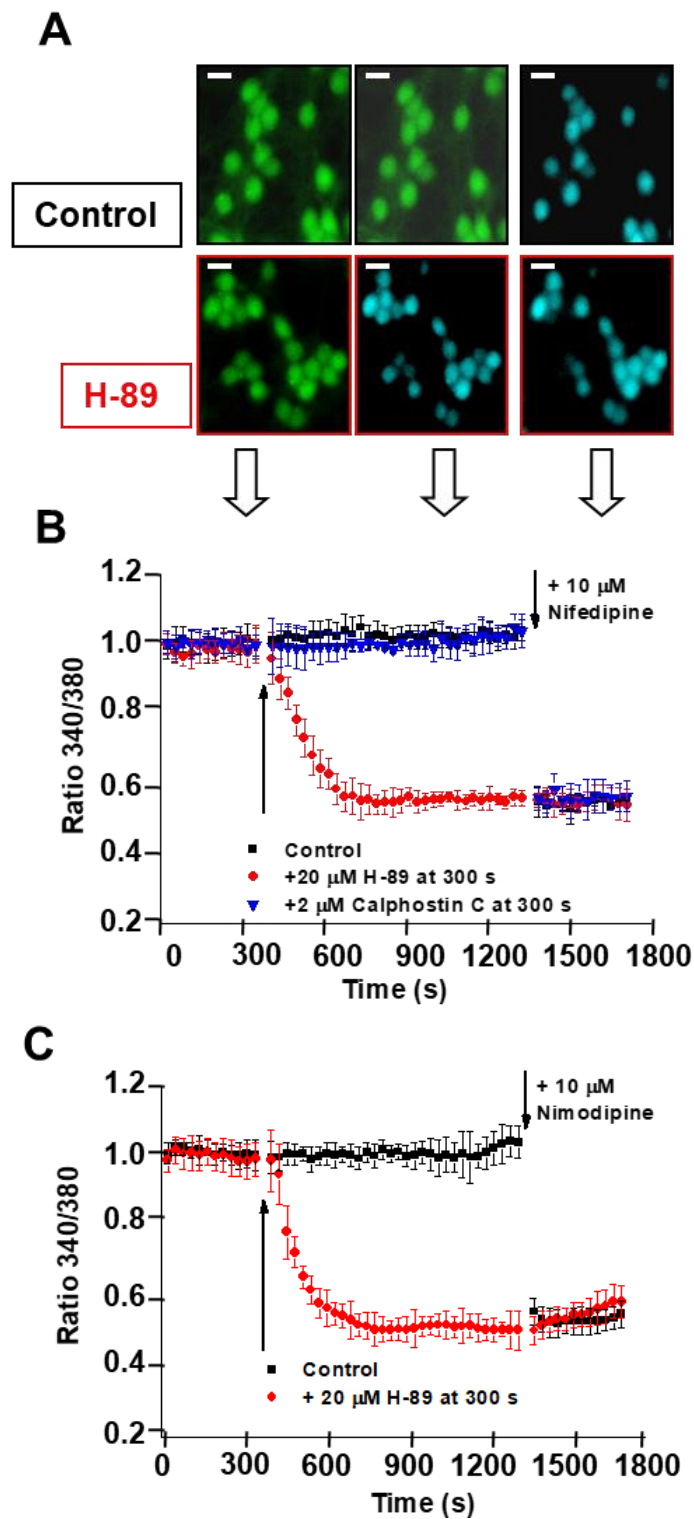 A
Control
H-89
B
1.2
1.0
0.8
0.6
0.4
0.2
Ratio 340/380
+ 10 μM
Nifedipine
Control
+20 μM H-89 at 300 s
+2 μM Calphostin C at 300 s
0 300 600 900 1200 1500 1800
Time (s)
C
1.2
1.0
0.8
0.6
0.4
0.2
Ratio 340/380
+ 10 μM
Nimodipine
Control
+ 20 μM H-89 at 300 s
0 300 600 900 1200 1500 1800
Time (s)